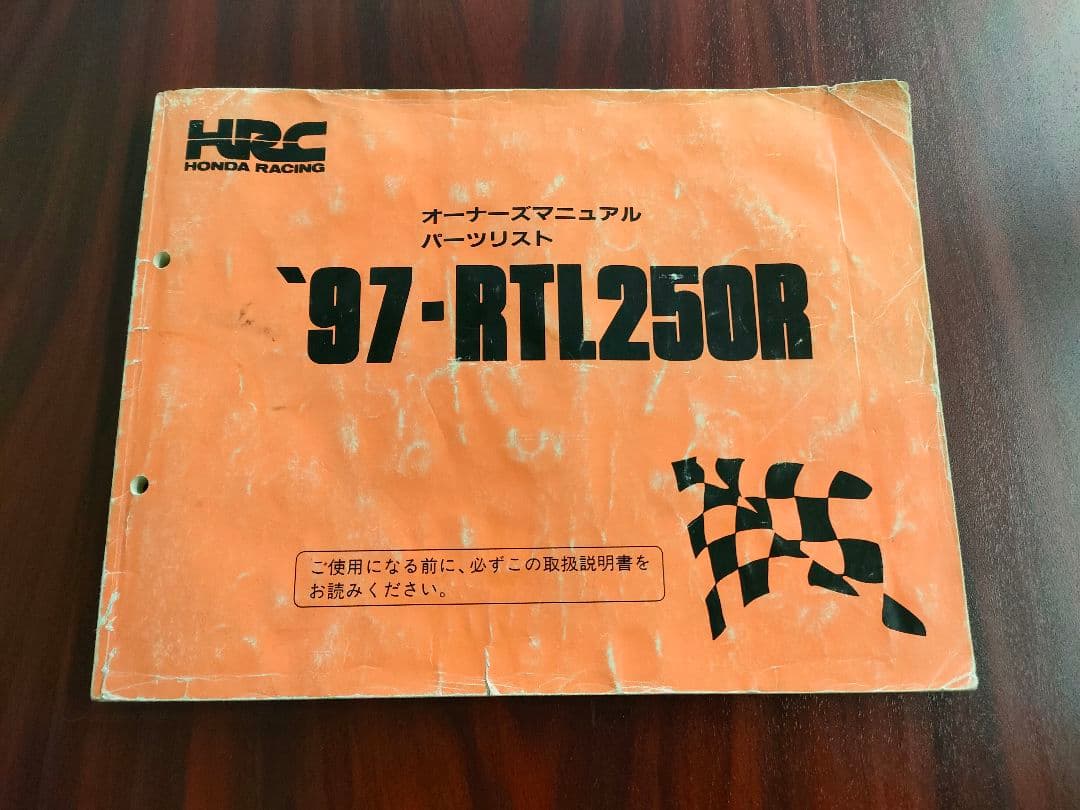 HRC
HONDA RACING
オーナーズマニュアル
パーツリスト
`97-RTL250R
ご使用になる前に、必ずこの取扱説明書を
お読みください。